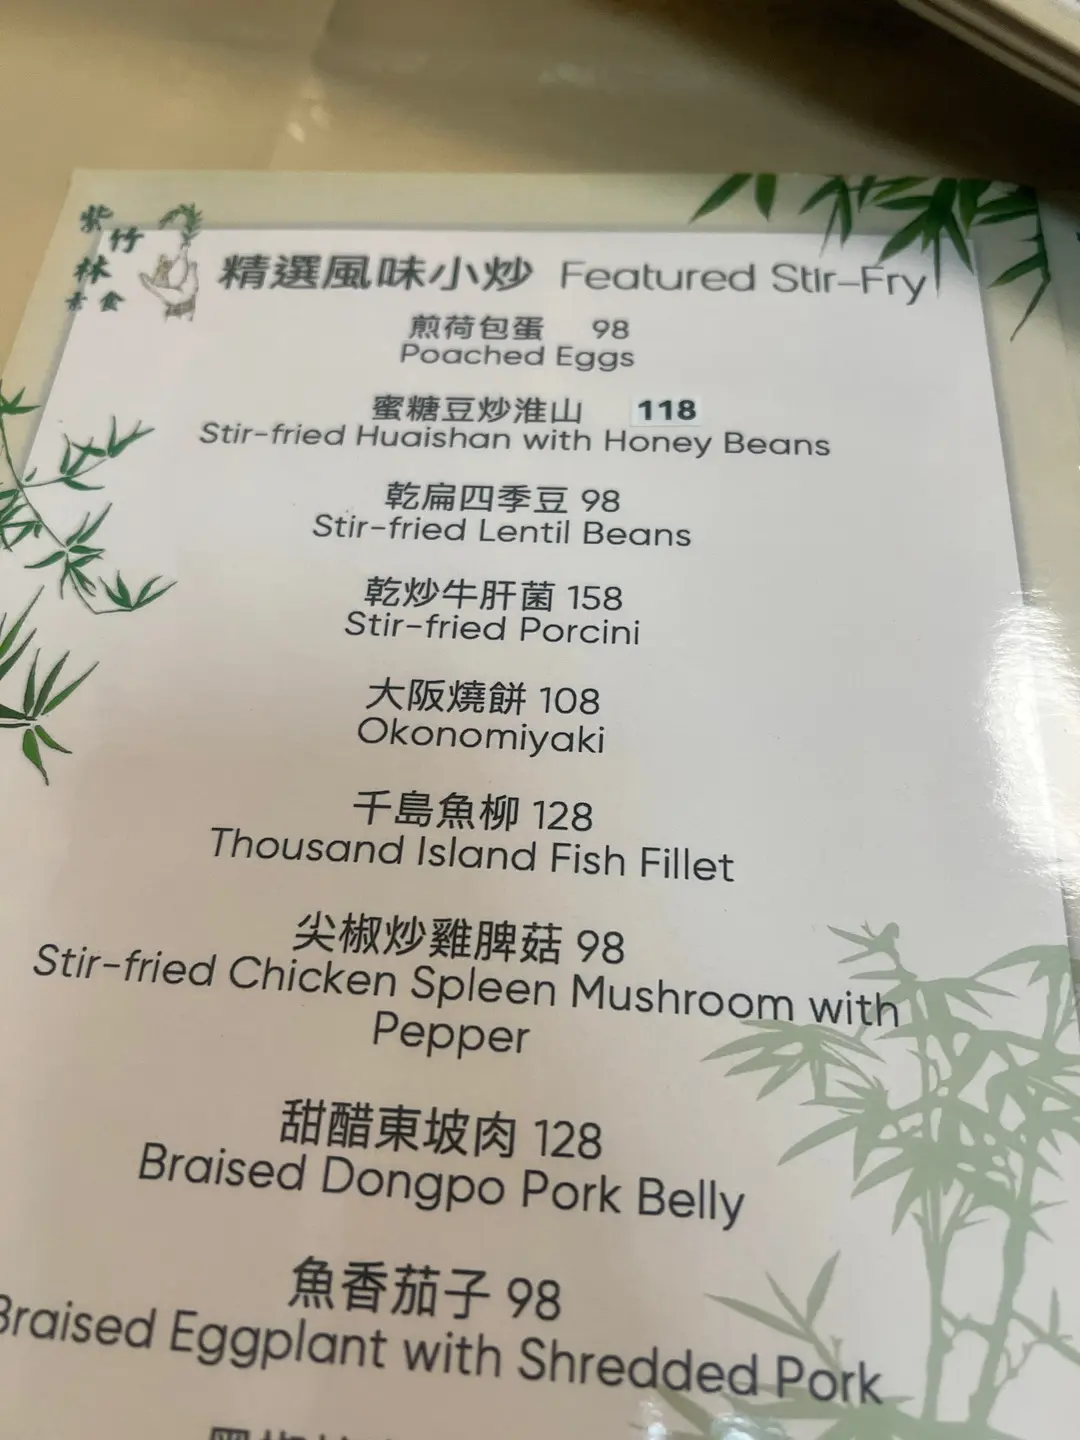 紫竹林
素食
精選風味小炒 Featured Stir-Fry
煎荷包蛋 98
Poached Eggs
蜜糖豆炒淮山 118
Stir-fried Huaishan with Honey Beans
乾扁四季豆 98
Stir-fried Lentil Beans
乾炒牛肝菌 158
Stir-fried Porcini
大阪燒餅 108
Okonomiyaki
千島魚柳 128
Thousand Island Fish Fillet
尖椒炒雞脾菇 98
Stir-fried Chicken Spleen Mushroom with
Pepper
甜醋東坡肉 128
Braised Dongpo Pork Belly
魚香茄子 98
Braised Eggplant with Shredded Pork